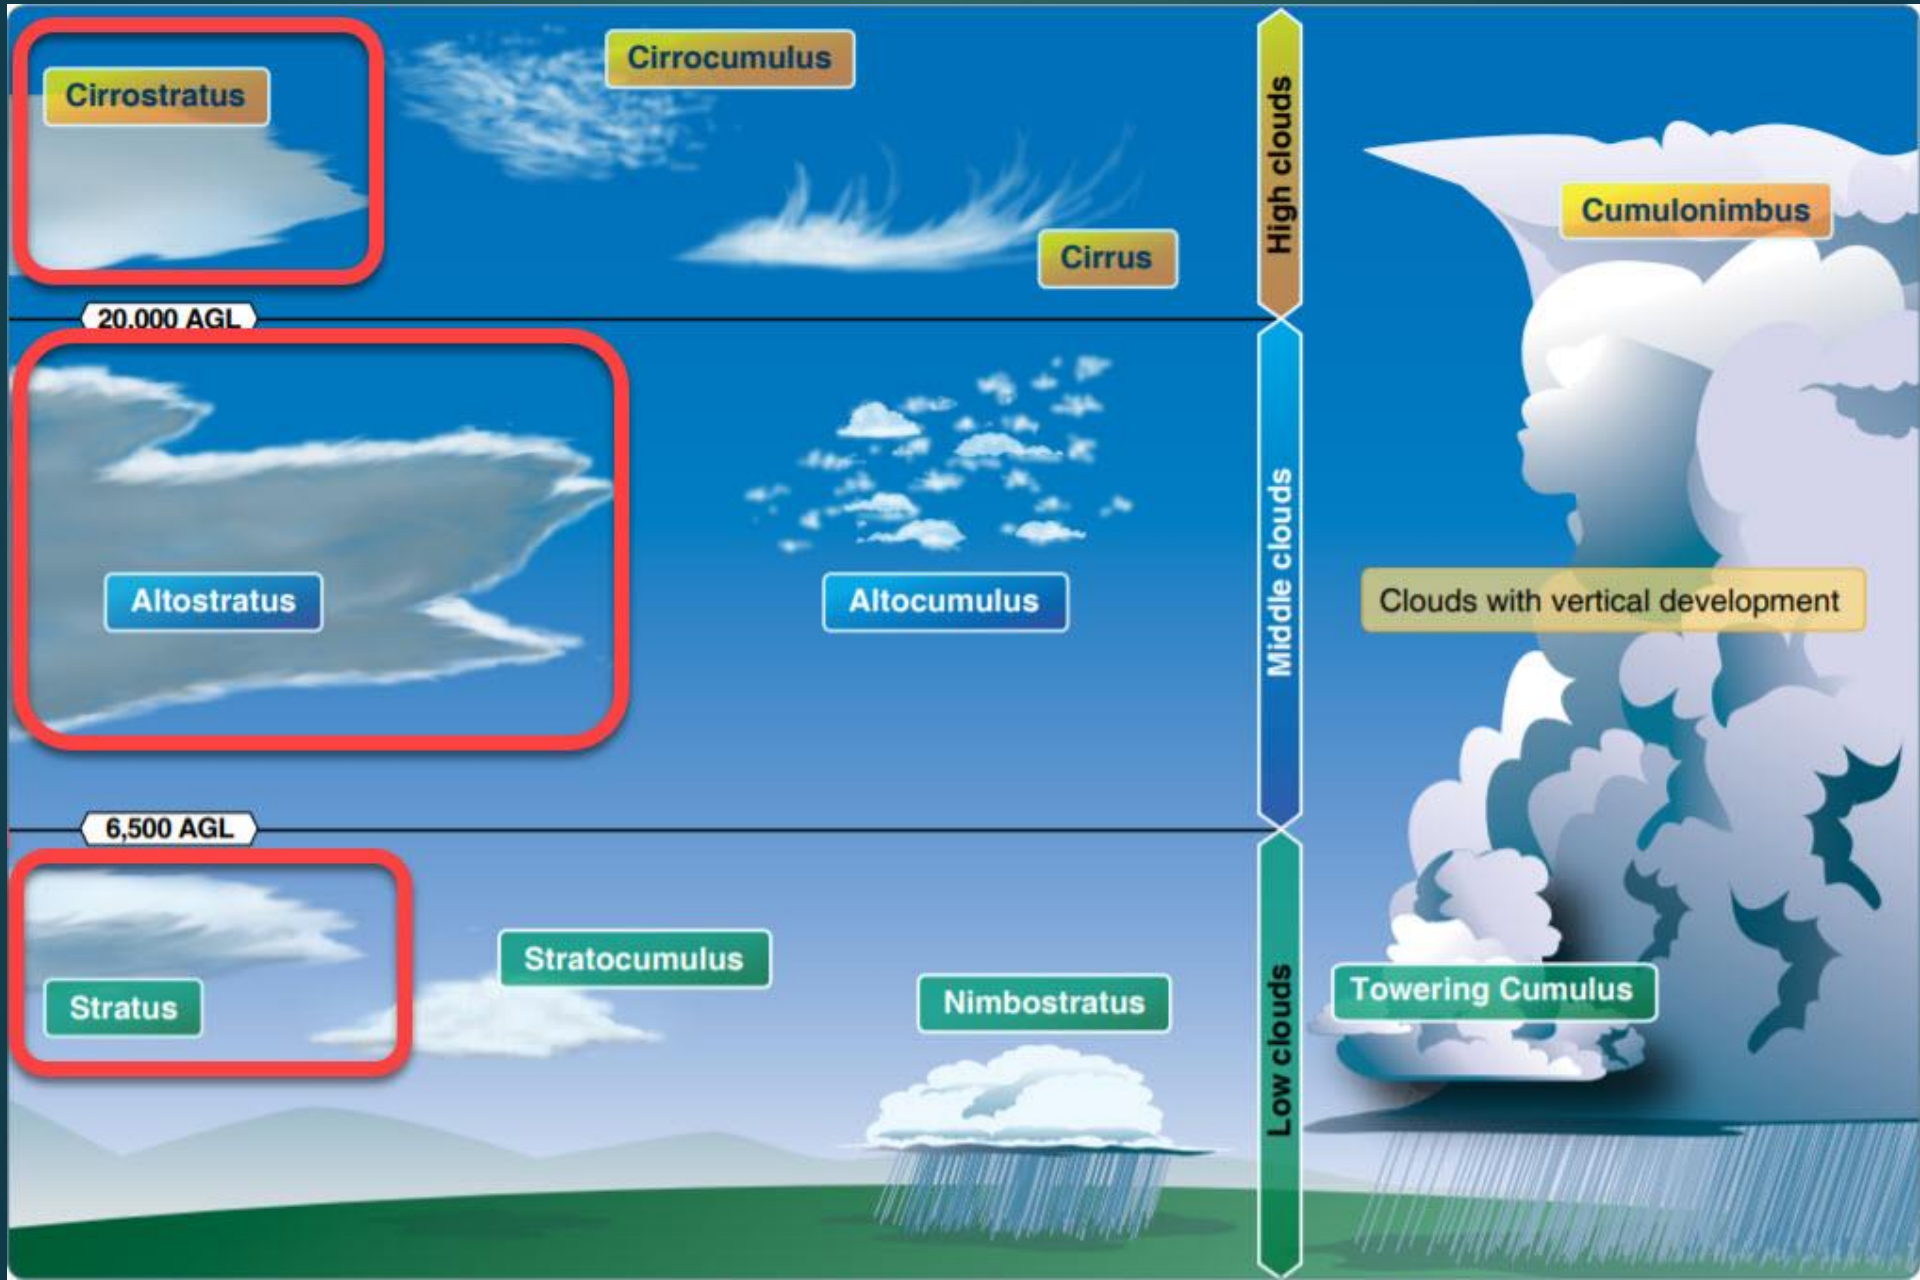 Cirrostratus
Cirrocumulus
Cirrus
High clouds
Cumulonimbus
20,000 AGL
Altostratus
Altocumulus
Middle clouds
Clouds with vertical development
6,500 AGL
Stratus
Stratocumulus
Nimbostratus
Low clouds
Towering Cumulus